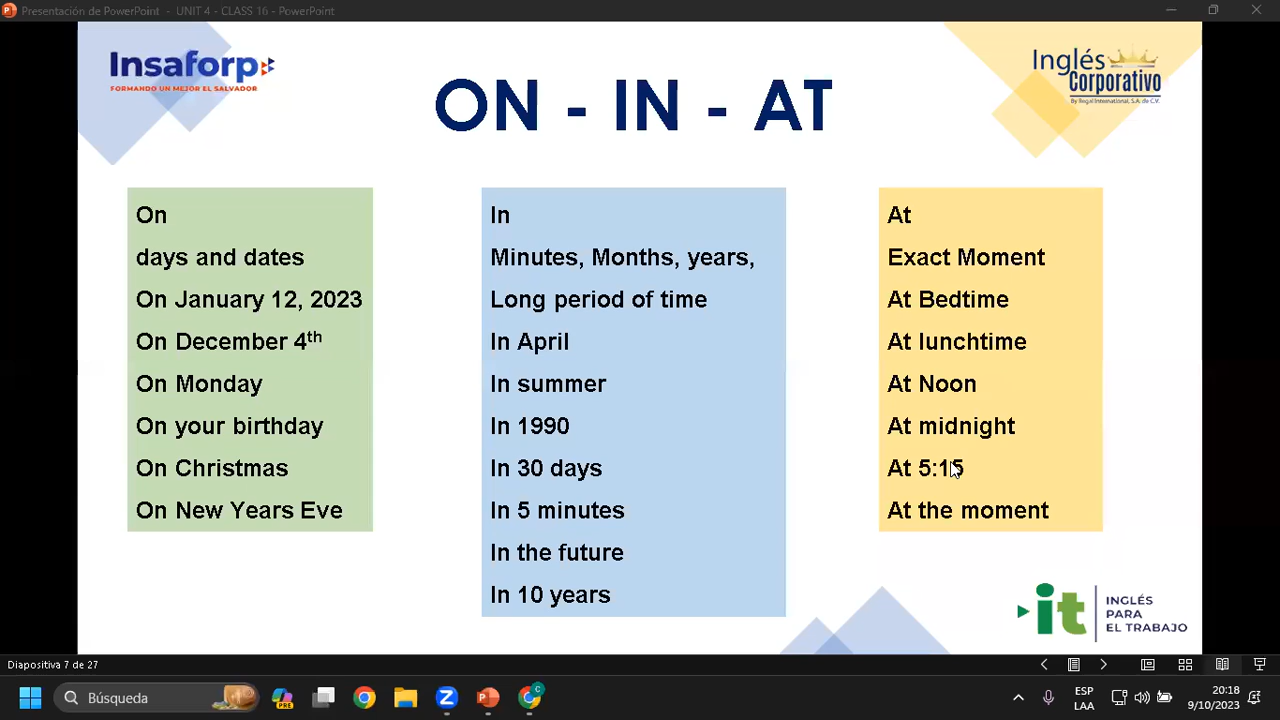 Presentación de PowerPoint - UNIT 4 - CLASS 16 - PowerPoint
Insaforp
FORMANDO UN MEJOR EL SALVADOR
Inglés
Corporativo
By Regal International, S.A. de C.V.
ON - IN - AT
On
days and dates
On January 12, 2023
On December 4th
On Monday
On your birthday
On Christmas
On New Years Eve
In
Minutes, Months, years,
Long period of time
In April
In summer
In 1990
In 30 days
In 5 minutes
In the future
In 10 years
At
Exact Moment
At Bedtime
At lunchtime
At Noon
At midnight
At 5:15
At the moment
it
INGLÉS
PARA
EL TRABAJO
Diapositiva 7 de 27
Búsqueda
PRE
C
ESP
LAA
20:18
9/10/2023